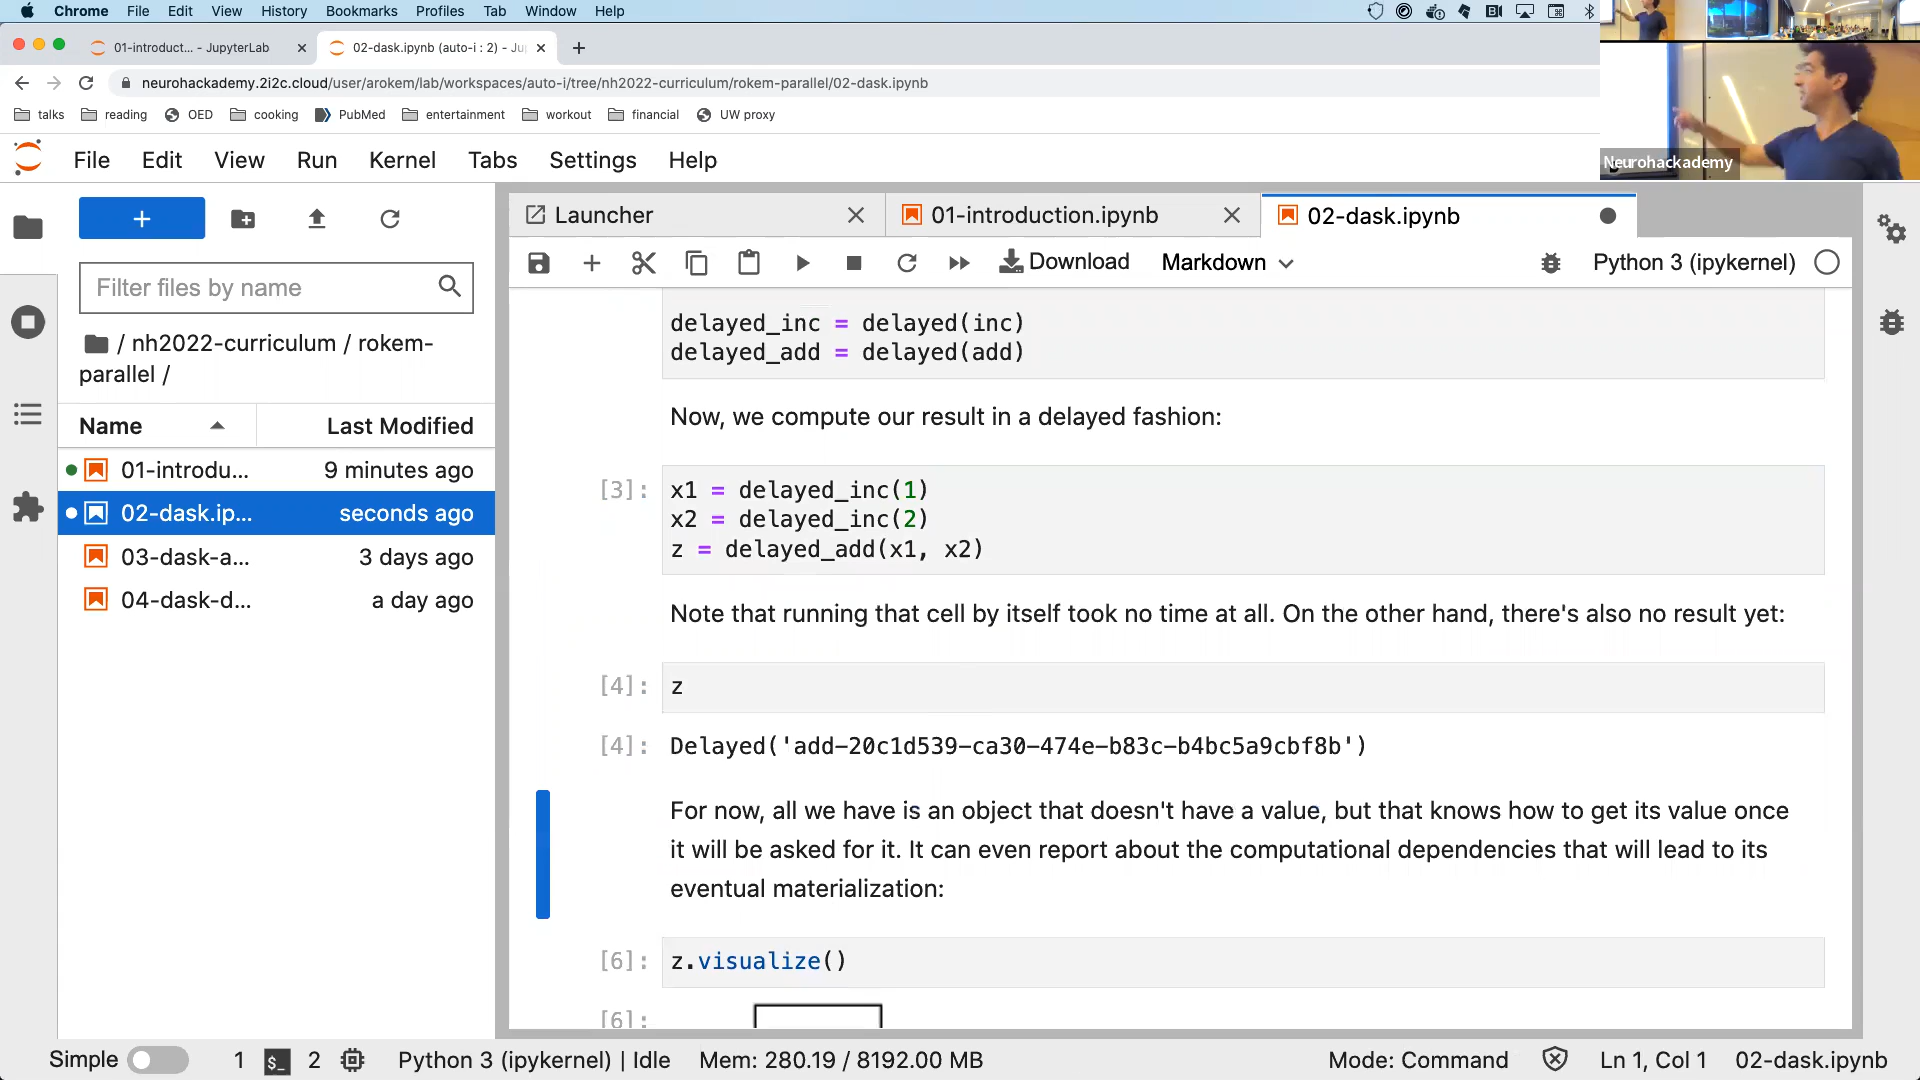 Chrome File Edit View History Bookmarks Profiles Tab Window Help
01-introduct... - JupyterLab
02-dask.ipynb (auto-i : 2) - Ju
neurohackademy.2i2c.cloud/user/arokem/lab/workspaces/auto-i/tree/nh2022-curriculum/rokem-parallel/02-dask.ipynb
talks reading OED cooking PubMed entertainment workout financial UW proxy
Neurohackademy
File Edit View Run Kernel Tabs Settings Help
Launcher
01-introduction.ipynb
02-dask.ipynb
Download
Markdown
Python 3 (ipykernel)
Filter files by name
/ nh2022-curriculum / rokem-
parallel /
Name Last Modified
01-introdu... 9 minutes ago
02-dask.ip... seconds ago
03-dask-a... 3 days ago
04-dask-d... a day ago
delayed_inc = delayed(inc)
delayed_add = delayed(add)
Now, we compute our result in a delayed fashion:
[3]: x1 = delayed_inc(1)
x2 = delayed_inc(2)
z = delayed_add(x1, x2)
Note that running that cell by itself took no time at all. On the other hand, there's also no result yet:
[4]: z
[4]: Delayed('add-20c1d539-ca30-474e-b83c-b4bc5a9cbf8b')
For now, all we have is an object that doesn't have a value, but that knows how to get its value once
it will be asked for it. It can even report about the computational dependencies that will lead to its
eventual materialization:
[6]: z.visualize()
[6]:
Simple 1 $_ 2 Python 3 (ipykernel) | Idle Mem: 280.19 / 8192.00 MB Mode: Command Ln 1, Col 1 02-dask.ipynb